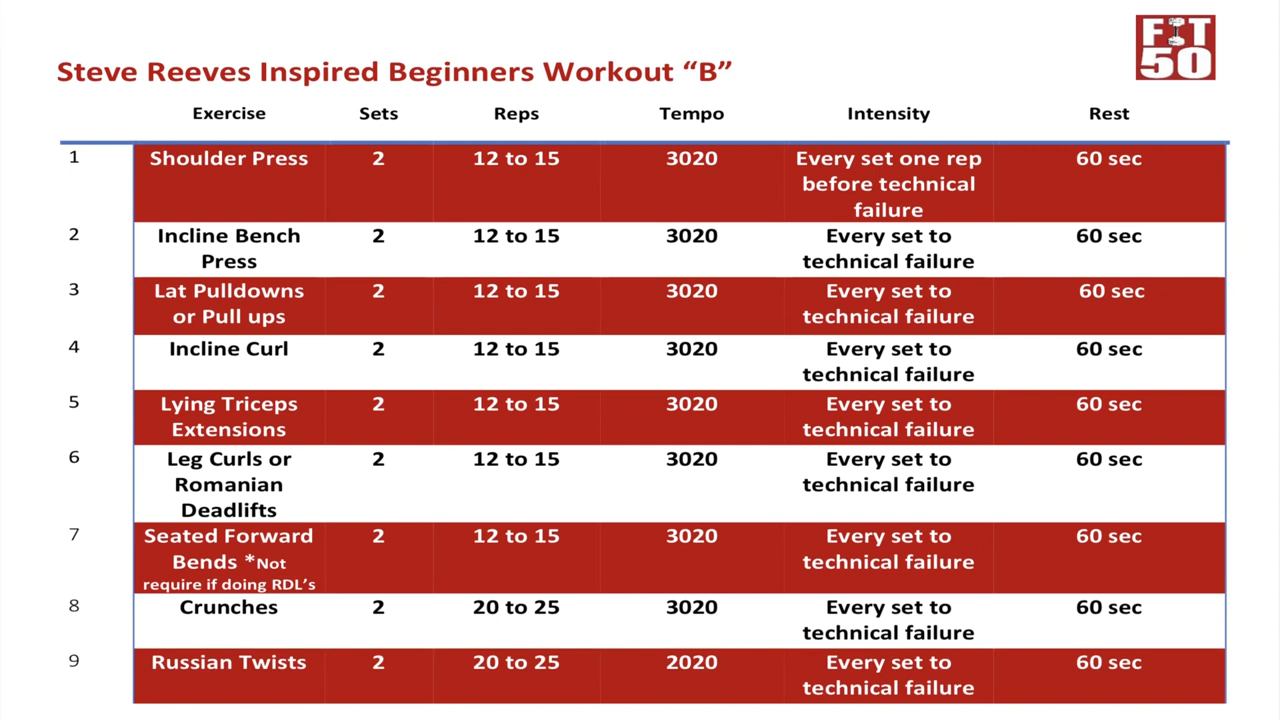 FIT
50
Steve Reeves Inspired Beginners Workout “B”
Exercise Sets Reps Tempo Intensity Rest
1 Shoulder Press 2 12 to 15 3020 Every set one rep 60 sec
before technical
failure
2 Incline Bench 2 12 to 15 3020 Every set to 60 sec
Press technical failure
3 Lat Pulldowns 2 12 to 15 3020 Every set to 60 sec
or Pull ups technical failure
4 Incline Curl 2 12 to 15 3020 Every set to 60 sec
technical failure
5 Lying Triceps 2 12 to 15 3020 Every set to 60 sec
Extensions technical failure
6 Leg Curls or 2 12 to 15 3020 Every set to 60 sec
Romanian technical failure
Deadlifts
7 Seated Forward 2 12 to 15 3020 Every set to 60 sec
Bends *Not technical failure
require if doing RDL’s
8 Crunches 2 20 to 25 3020 Every set to 60 sec
technical failure
9 Russian Twists 2 20 to 25 2020 Every set to 60 sec
technical failure